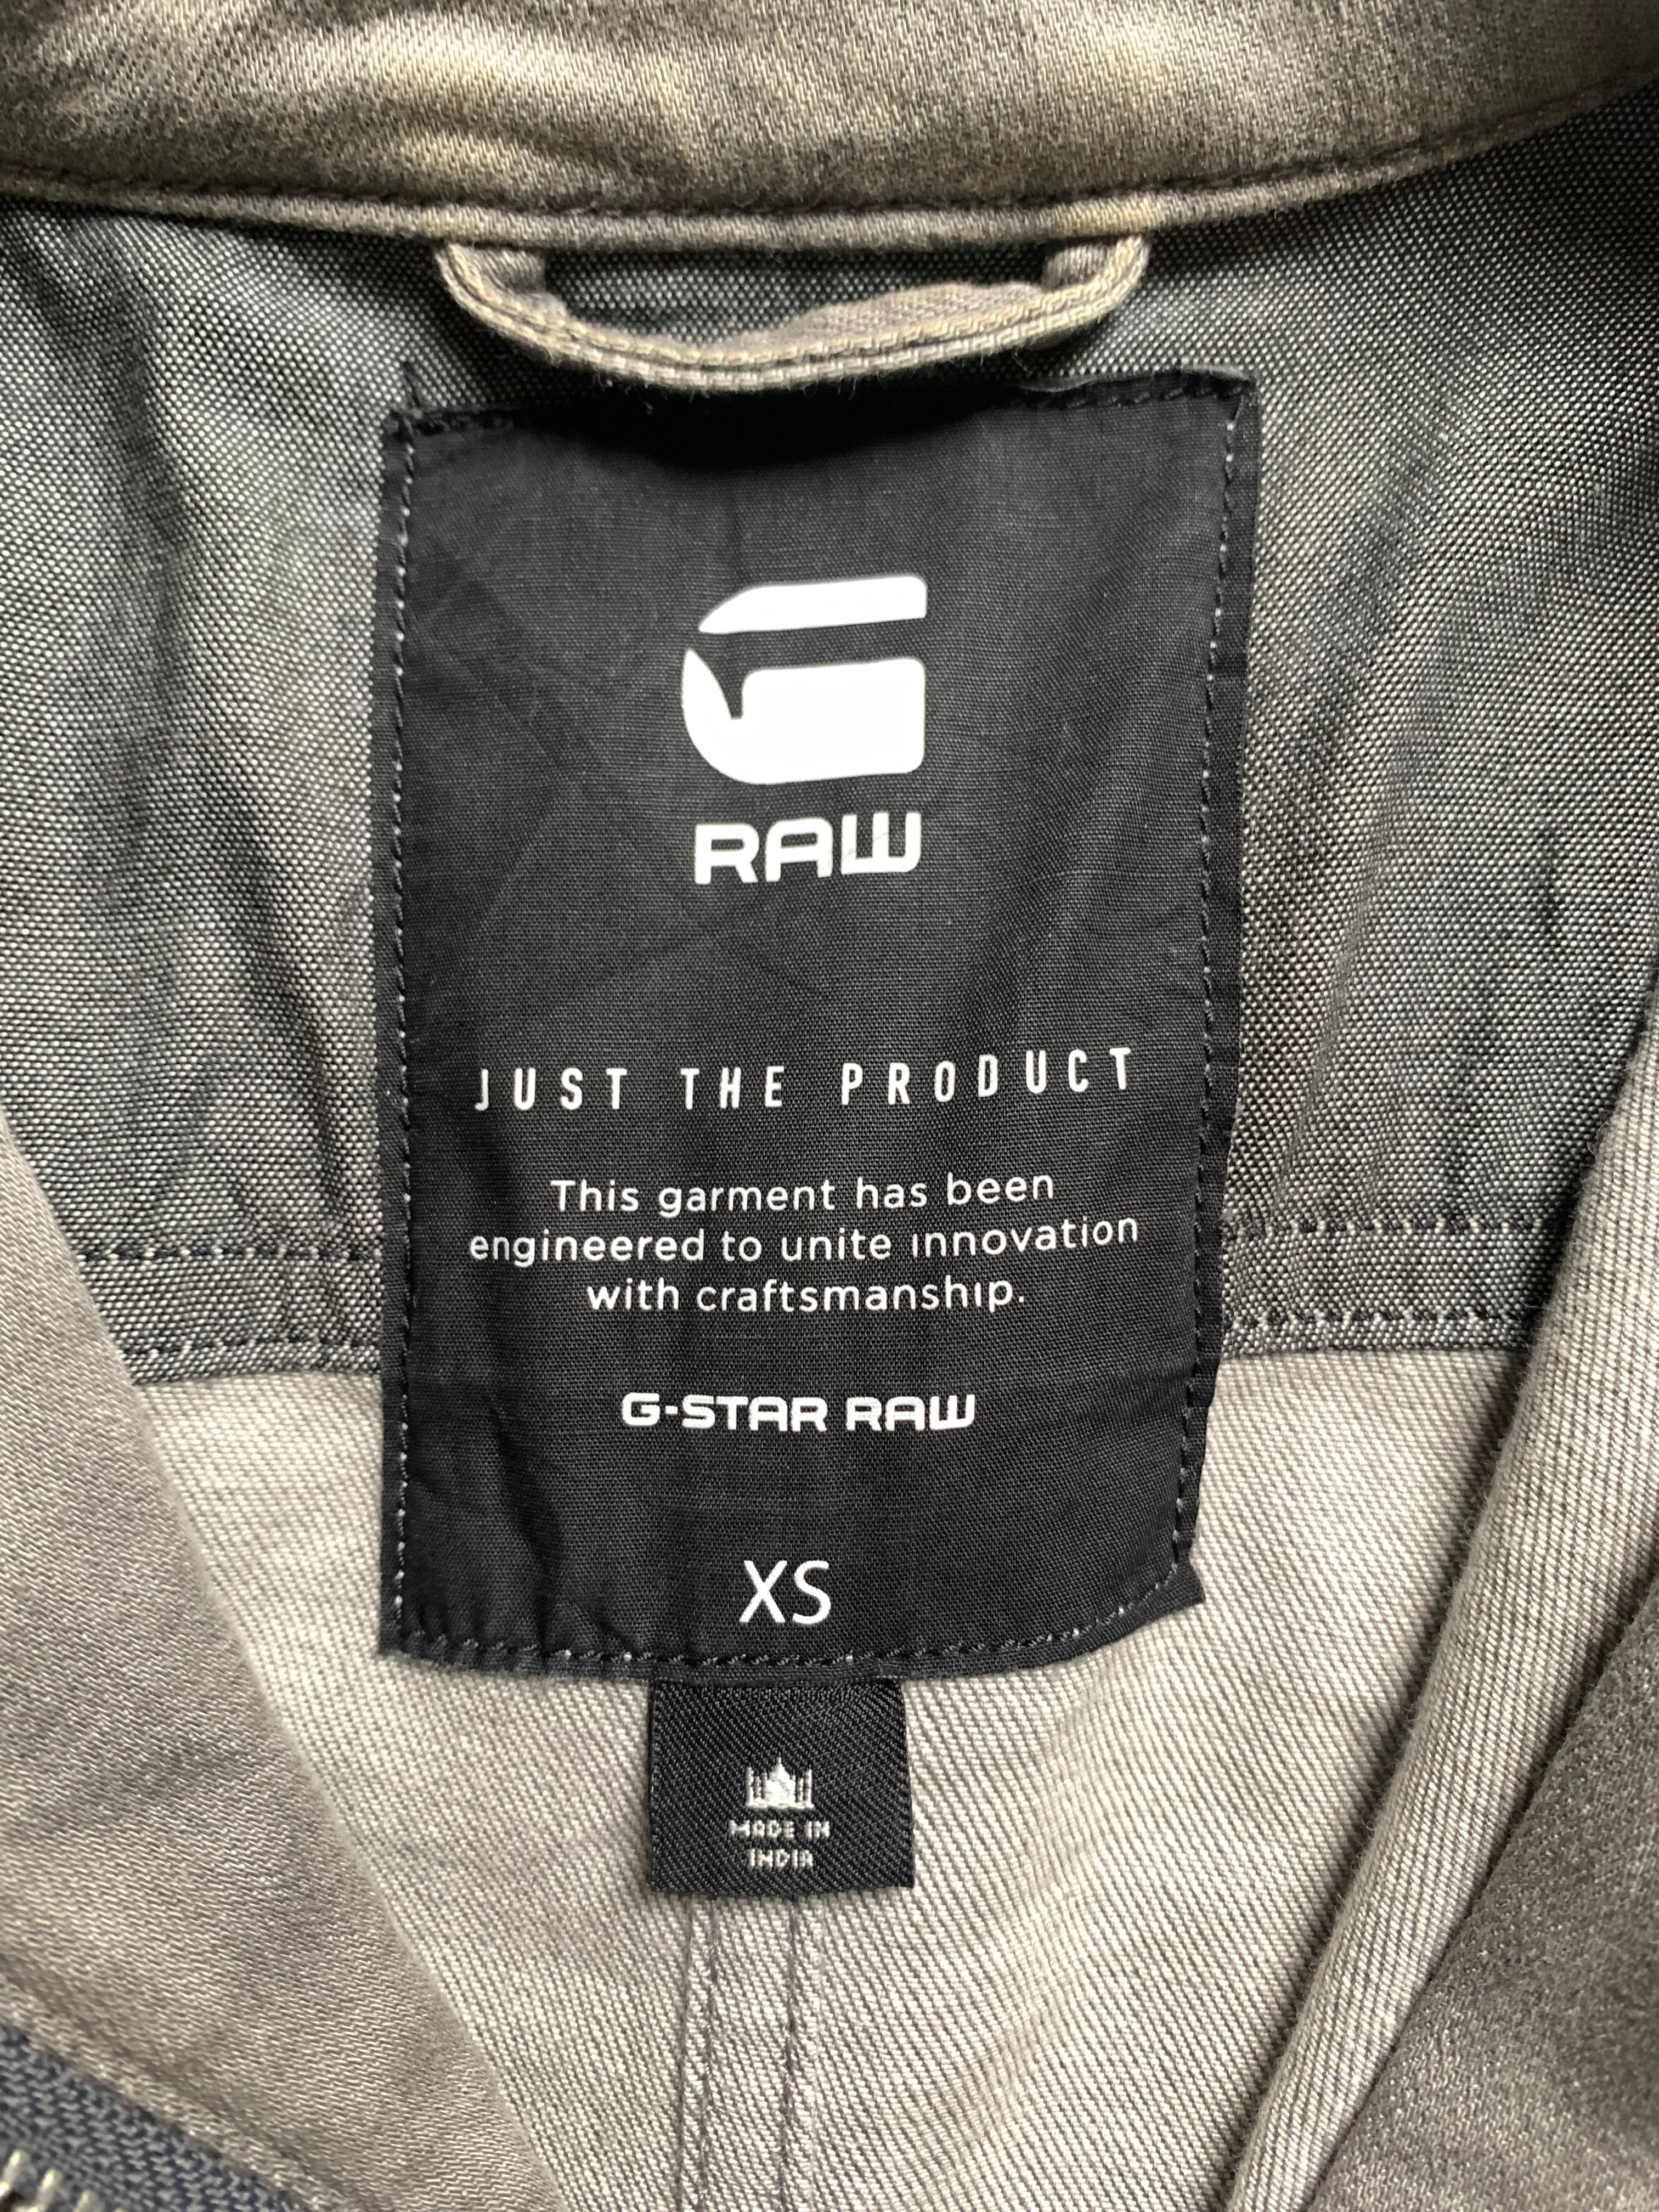 G
RAW
JUST THE PRODUCT
This garment has been
engineered to unite innovation
with craftsmanship.
G-STAR RAW
XS
MADE IN
INDIA